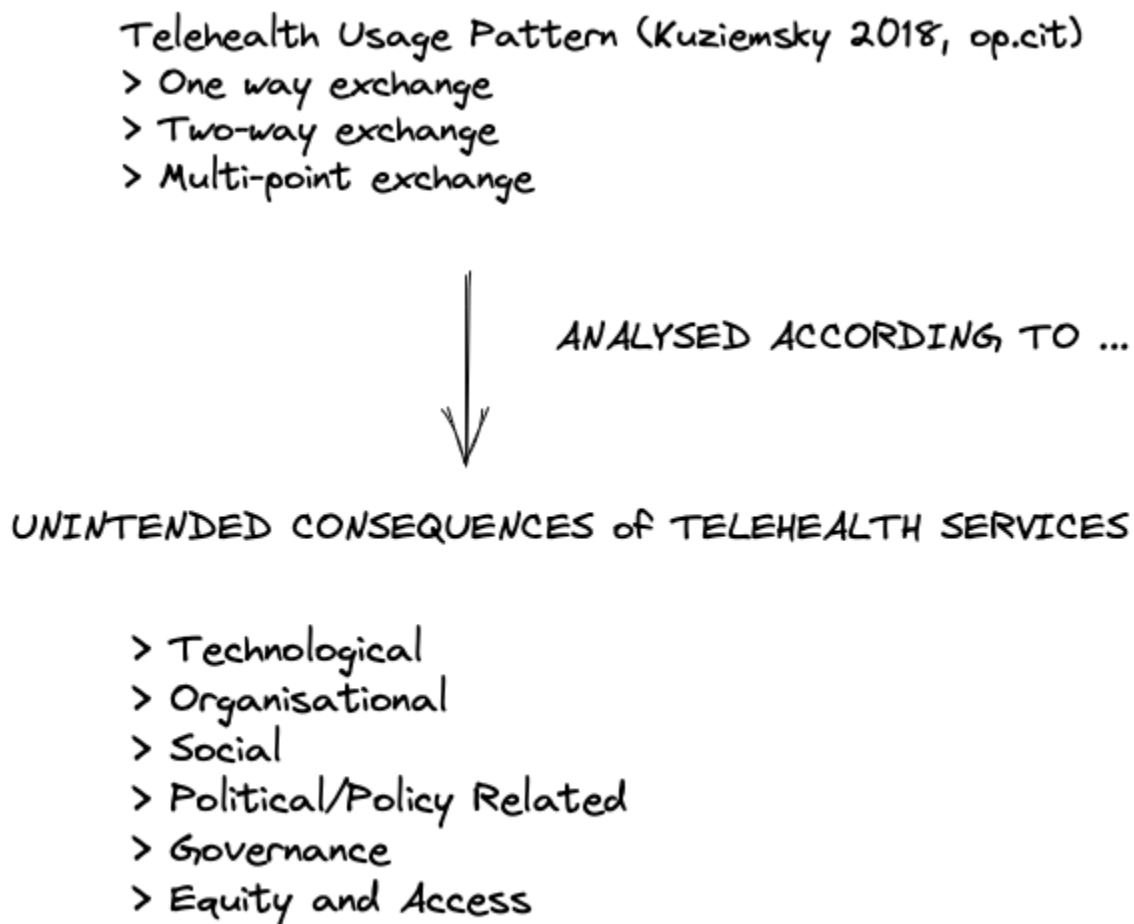 Telehealth Usage Pattern (Kuziemsky 2018, op.cit)
> One way exchange
> Two-way exchange
> Multi-point exchange
ANALYSED ACCORDING TO ...
UNINTENDED CONSEQUENCES of TELEHEALTH SERVICES
> Technological
> Organisational
> Social
> Political/Policy Related
> Governance
> Equity and Access